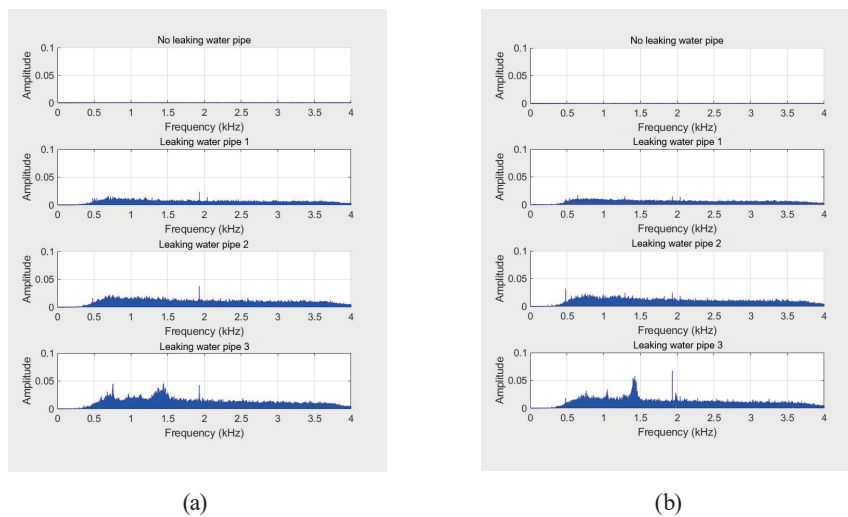 No leaking water pipe
0.1
0.05
0
Amplitude
0 0.5 1 1.5 2 2.5 3 3.5 4
Frequency (kHz)
Leaking water pipe 1
0.1
0.05
0
Amplitude
0 0.5 1 1.5 2 2.5 3 3.5 4
Frequency (kHz)
Leaking water pipe 2
0.1
0.05
0
Amplitude
0 0.5 1 1.5 2 2.5 3 3.5 4
Frequency (kHz)
Leaking water pipe 3
0.1
0.05
0
Amplitude
0 0.5 1 1.5 2 2.5 3 3.5 4
Frequency (kHz)
(a)
No leaking water pipe
0.1
0.05
0
Amplitude
0 0.5 1 1.5 2 2.5 3 3.5 4
Frequency (kHz)
Leaking water pipe 1
0.1
0.05
0
Amplitude
0 0.5 1 1.5 2 2.5 3 3.5 4
Frequency (kHz)
Leaking water pipe 2
0.1
0.05
0
Amplitude
0 0.5 1 1.5 2 2.5 3 3.5 4
Frequency (kHz)
Leaking water pipe 3
0.1
0.05
0
Amplitude
0 0.5 1 1.5 2 2.5 3 3.5 4
Frequency (kHz)
(b)